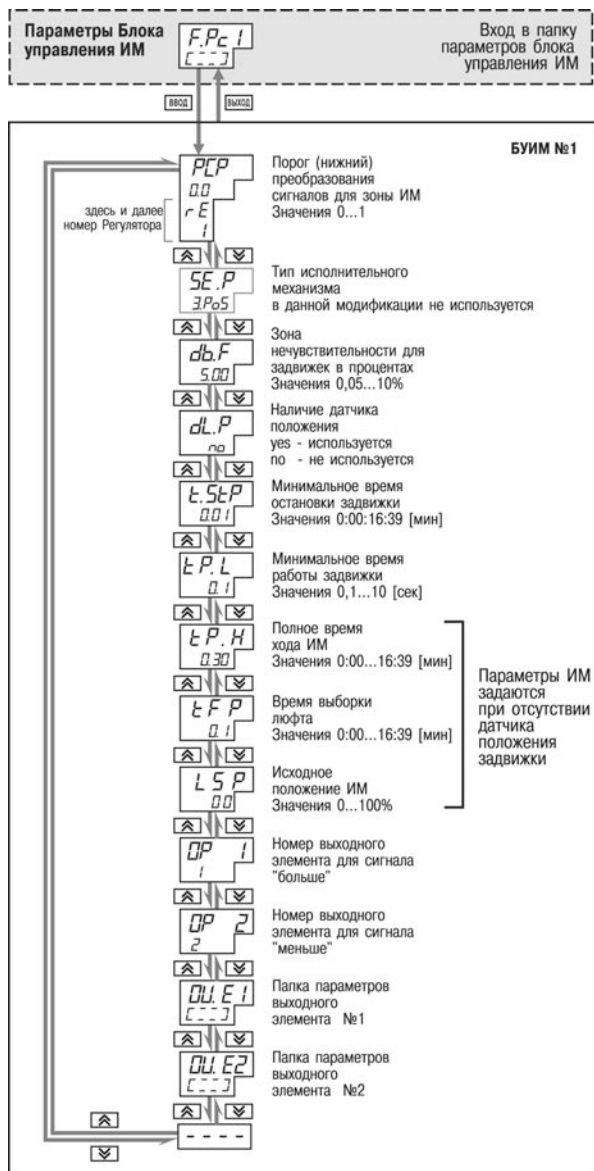 Параметры Блока
управления ИМ
F.Pc 1
[---]
Вход в папку
параметров блока
управления ИМ
ВВОД
ВЫХОД
БУИМ №1
PCP
0.0
rE
1
здесь и далее
номер Регулятора
Порог (нижний)
преобразования
сигналов для зоны ИМ
Значения 0...1
SE.P
3.PoS
Тип исполнительного
механизма
в данной модификации не используется
db.F
5.00
Зона
нечувствительности для
задвижек в процентах
Значения 0,05...10%
dL.P
no
Наличие датчика
положения
yes - используется
no - не используется
t.StP
0.01
Минимальное время
остановки задвижки
Значения 0:00:16:39 [мин]
tP.L
0.1
Минимальное время
работы задвижки
Значения 0,1...10 [сек]
tP.H
0.30
Полное время
хода ИМ
Значения 0:00...16:39 [мин]
tFP
0.1
Время выборки
люфта
Значения 0:00...16:39 [мин]
LSP
00
Исходное
положение ИМ
Значения 0...100%
Параметры ИМ
задаются
при отсутствии
датчика
положения
задвижки
OP 1
1
Номер выходного
элемента для сигнала
"больше"
OP 2
2
Номер выходного
элемента для сигнала
"меньше"
OU.E1
[---]
Папка параметров
выходного
элемента №1
OU.E2
[---]
Папка параметров
выходного
элемента №2
----